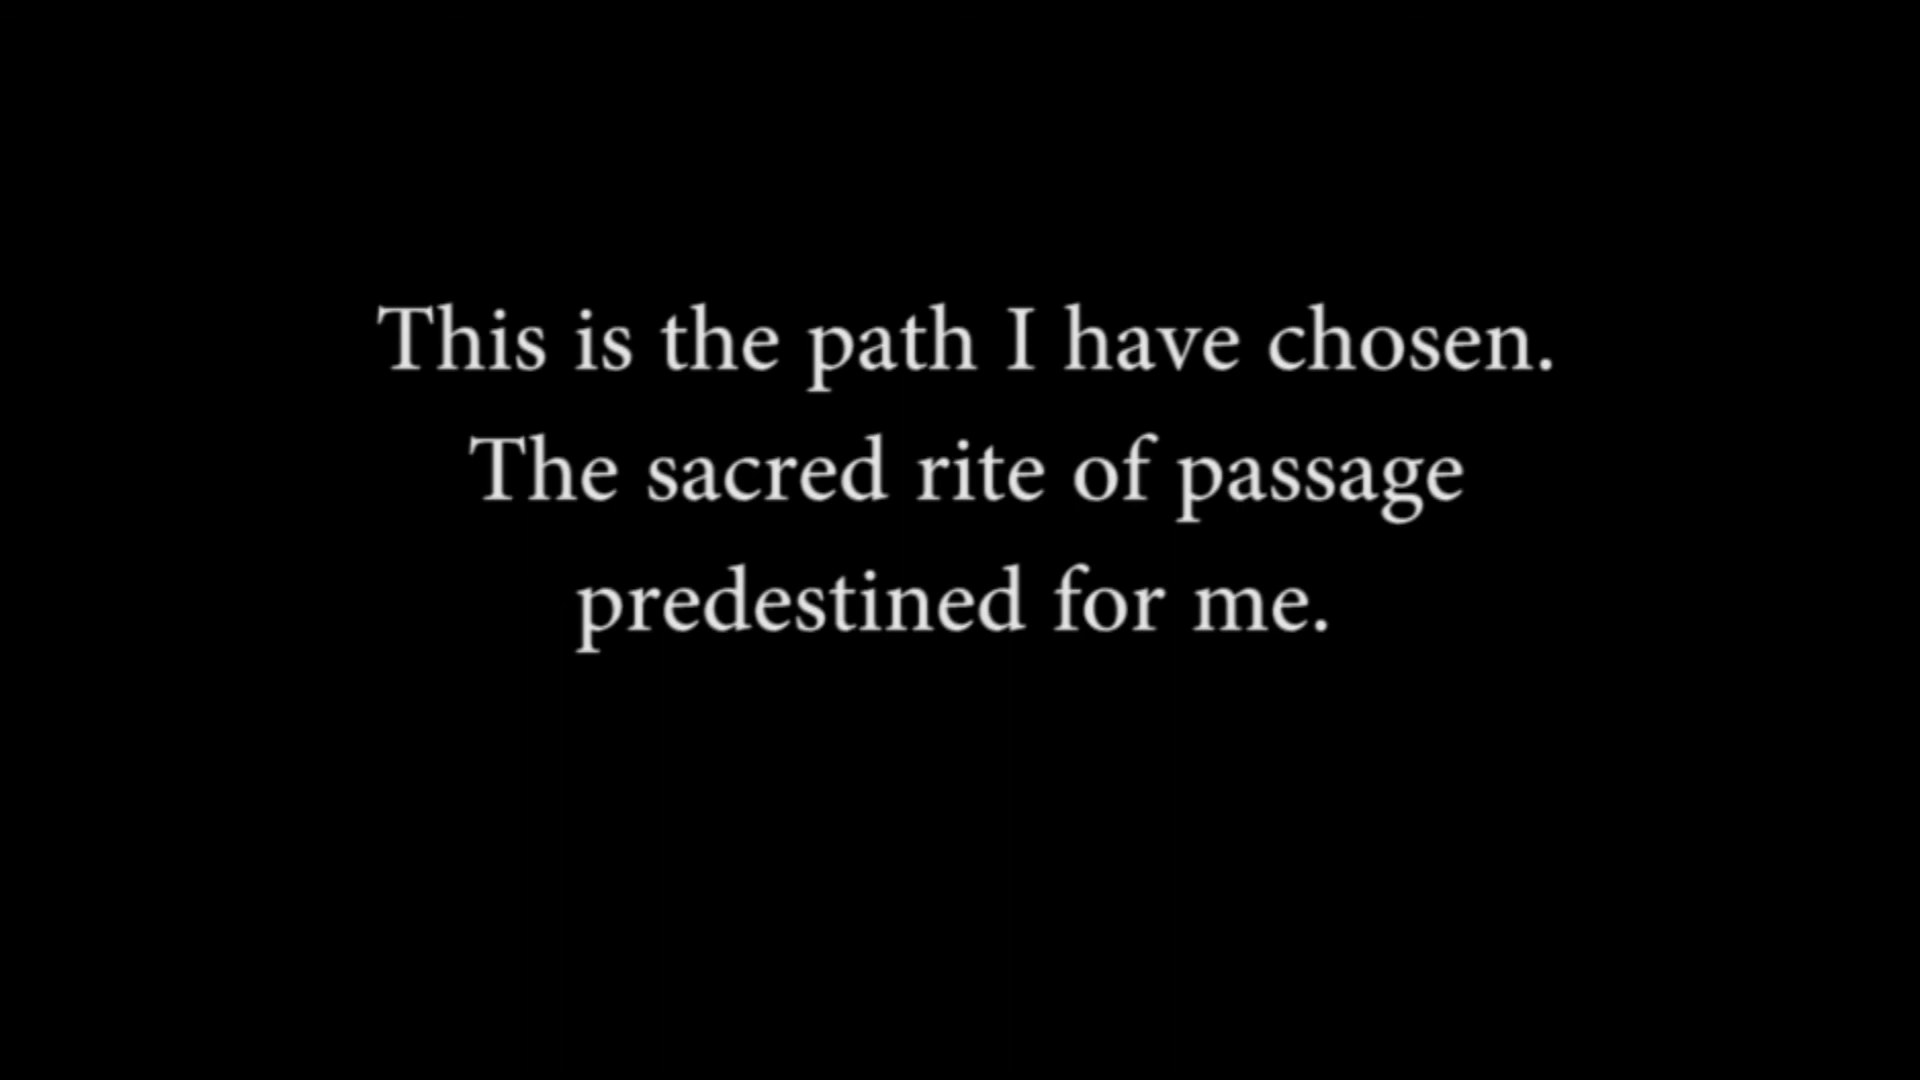 This is the path I have chosen.
The sacred rite of passage
predestined for me.